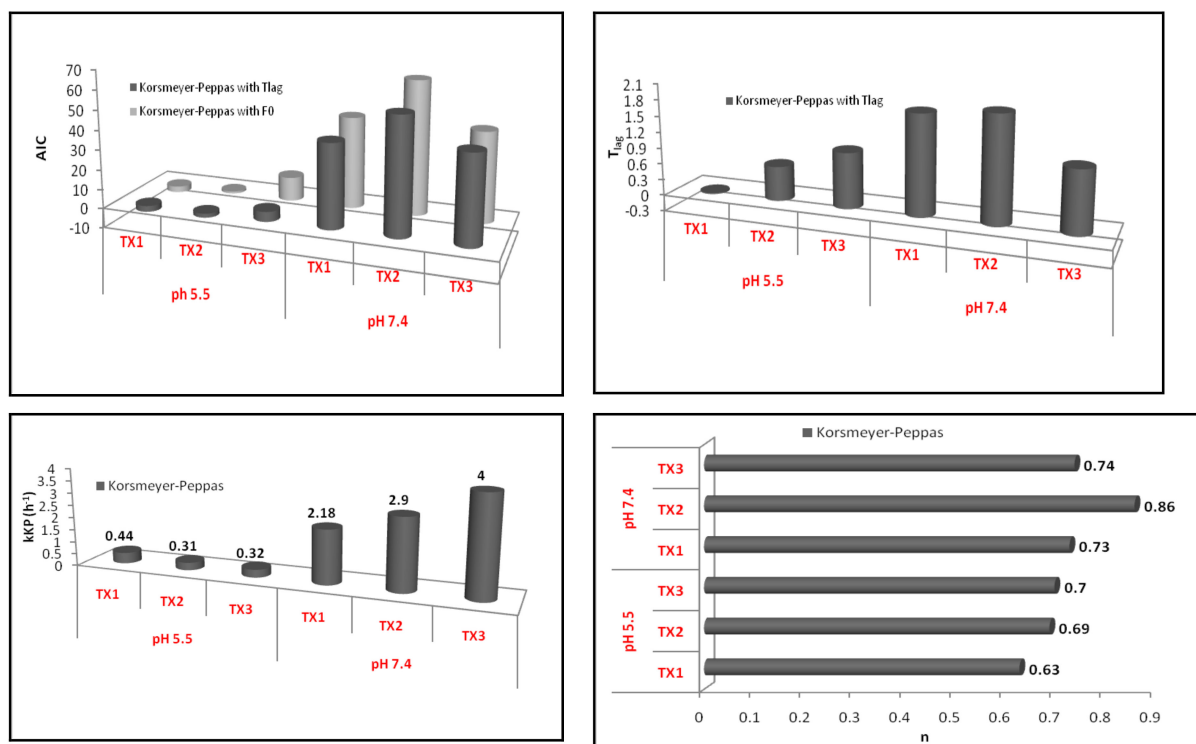 70
60
50
40
30
20
10
0
-10
AIC
Korsmeyer-Peppas with Tlag
Korsmeyer-Peppas with F0
TX1
TX2
TX3
TX1
TX2
TX3
ph 5.5
pH 7.4
2.1
1.8
1.5
1.2
0.9
0.6
0.3
0
-0.3
Tlag
Korsmeyer-Peppas with Tlag
TX1
TX2
TX3
TX1
TX2
TX3
pH 5.5
pH 7.4
4
3.5
3
2.5
2
1.5
1
0.5
0
kKP (h-1)
Korsmeyer-Peppas
0.44
0.31
0.32
2.18
2.9
4
TX1
TX2
TX3
TX1
TX2
TX3
pH 5.5
pH 7.4
Korsmeyer-Peppas
pH 7.4
TX3
0.74
TX2
0.86
TX1
0.73
pH 5.5
TX3
0.7
TX2
0.69
TX1
0.63
0 0.1 0.2 0.3 0.4 0.5 0.6 0.7 0.8 0.9
n